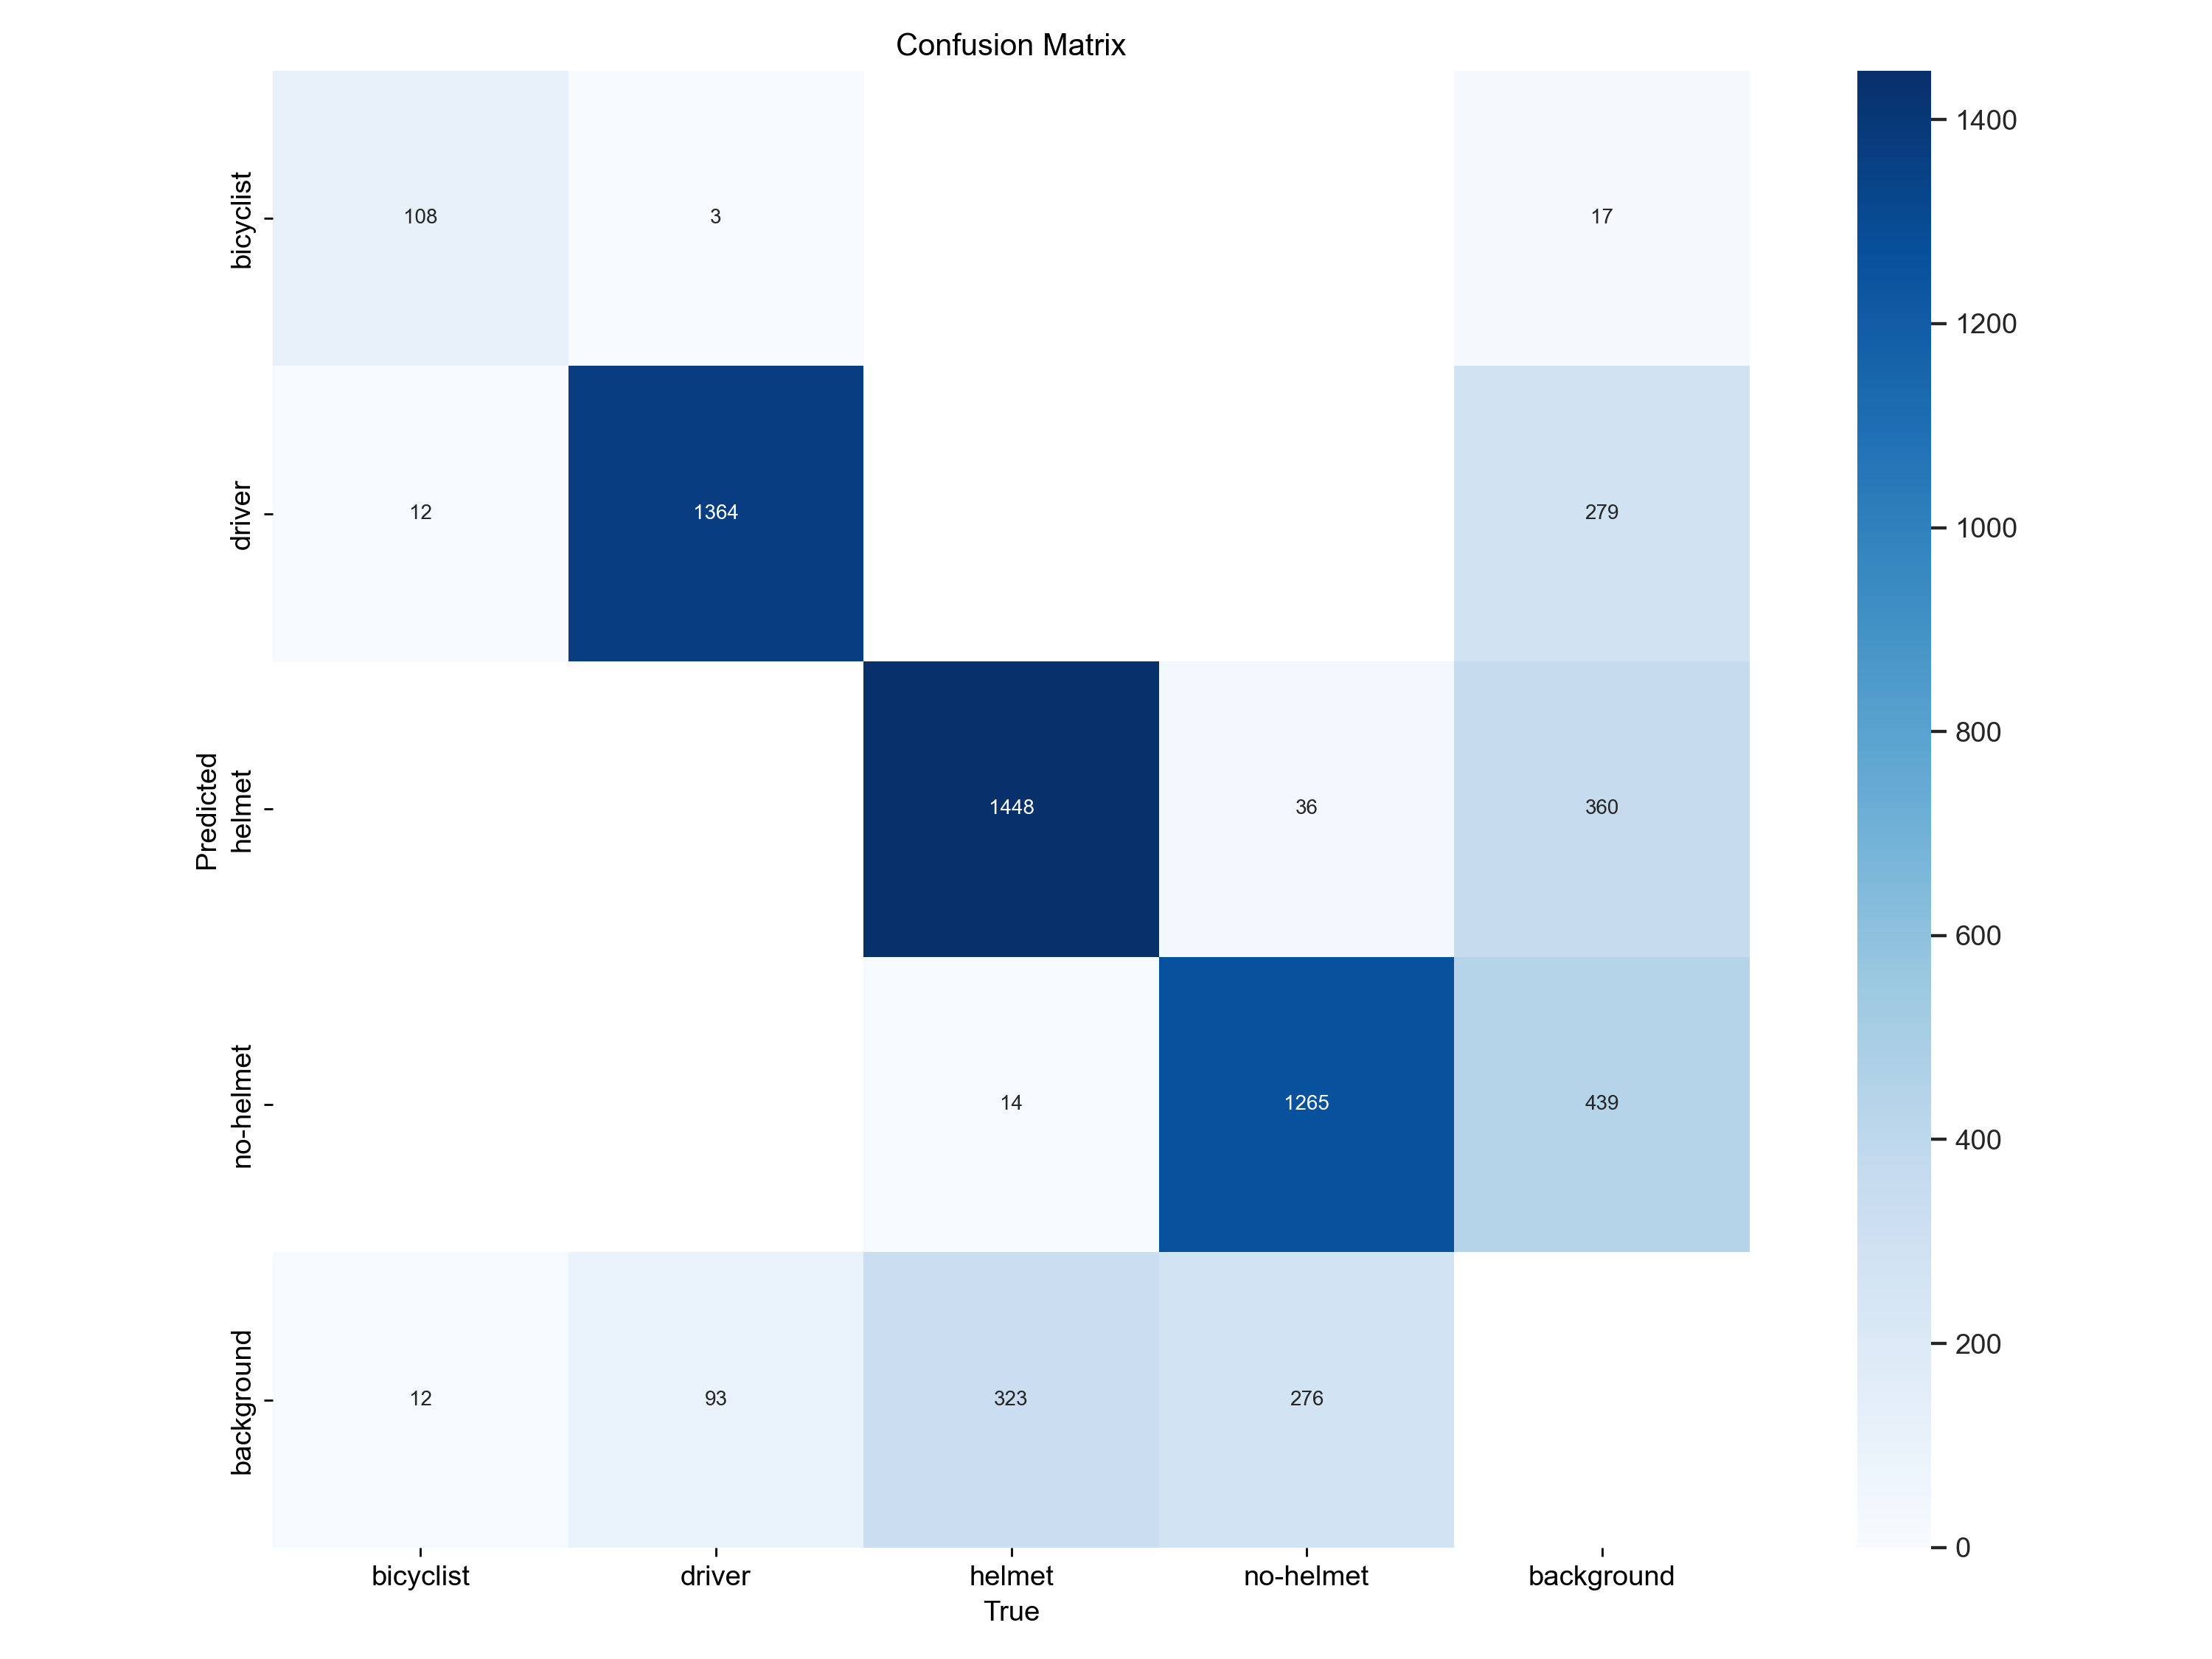 Confusion Matrix
bicyclist
108
3
17
driver
12
1364
279
Predicted
helmet
1448
36
360
no-helmet
14
1265
439
background
12
93
323
276
bicyclist
driver
helmet
no-helmet
background
True
1400
1200
1000
800
600
400
200
0